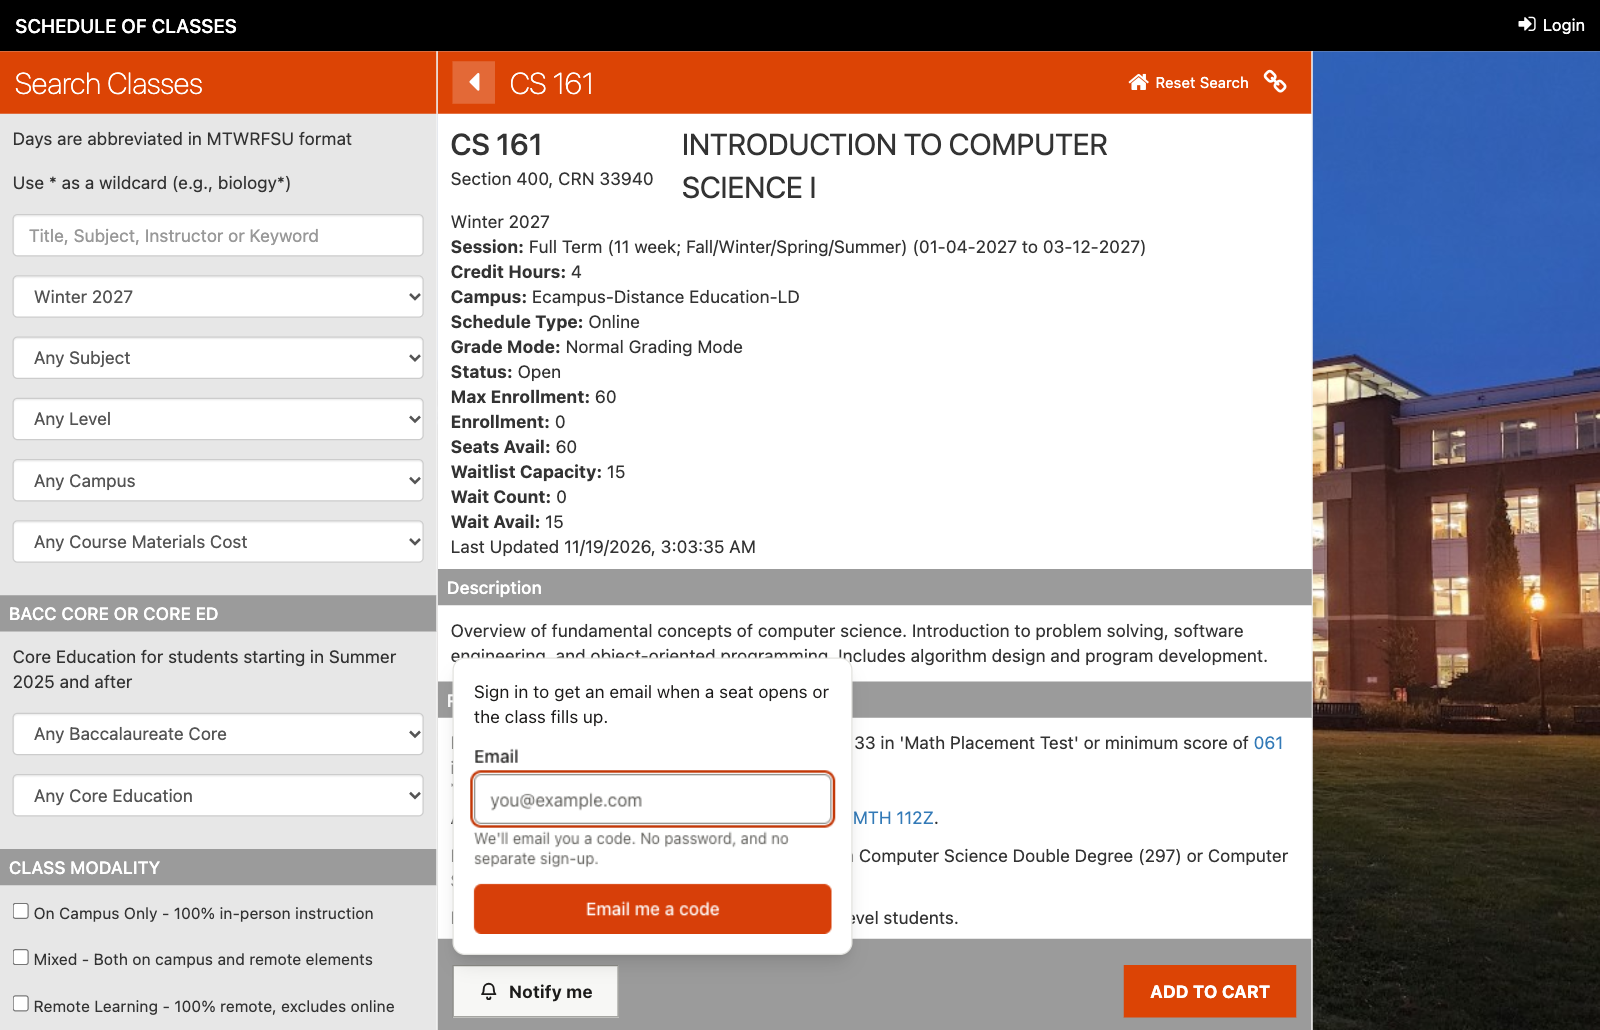 SCHEDULE OF CLASSES
Login
Search Classes
Days are abbreviated in MTWRFSU format
Use * as a wildcard (e.g., biology*)
Title, Subject, Instructor or Keyword
Winter 2027
Any Subject
Any Level
Any Campus
Any Course Materials Cost
BACC CORE OR CORE ED
Core Education for students starting in Summer
2025 and after
Any Baccalaureate Core
Any Core Education
CLASS MODALITY
On Campus Only - 100% in-person instruction
Mixed - Both on campus and remote elements
Remote Learning - 100% remote, excludes online
CS 161
Reset Search
CS 161
INTRODUCTION TO COMPUTER
SCIENCE I
Section 400, CRN 33940
Winter 2027
Session: Full Term (11 week; Fall/Winter/Spring/Summer) (01-04-2027 to 03-12-2027)
Credit Hours: 4
Campus: Ecampus-Distance Education-LD
Schedule Type: Online
Grade Mode: Normal Grading Mode
Status: Open
Max Enrollment: 60
Enrollment: 0
Seats Avail: 60
Waitlist Capacity: 15
Wait Count: 0
Wait Avail: 15
Last Updated 11/19/2026, 3:03:35 AM
Description
Overview of fundamental concepts of computer science. Introduction to problem solving, software
engineering, and object-oriented programming. Includes algorithm design and program development.
33 in 'Math Placement Test' or minimum score of 061
MTH 112Z.
Computer Science Double Degree (297) or Computer
level students.
Sign in to get an email when a seat opens or
the class fills up.
Email
you@example.com
We'll email you a code. No password, and no
separate sign-up.
Email me a code
Notify me
ADD TO CART